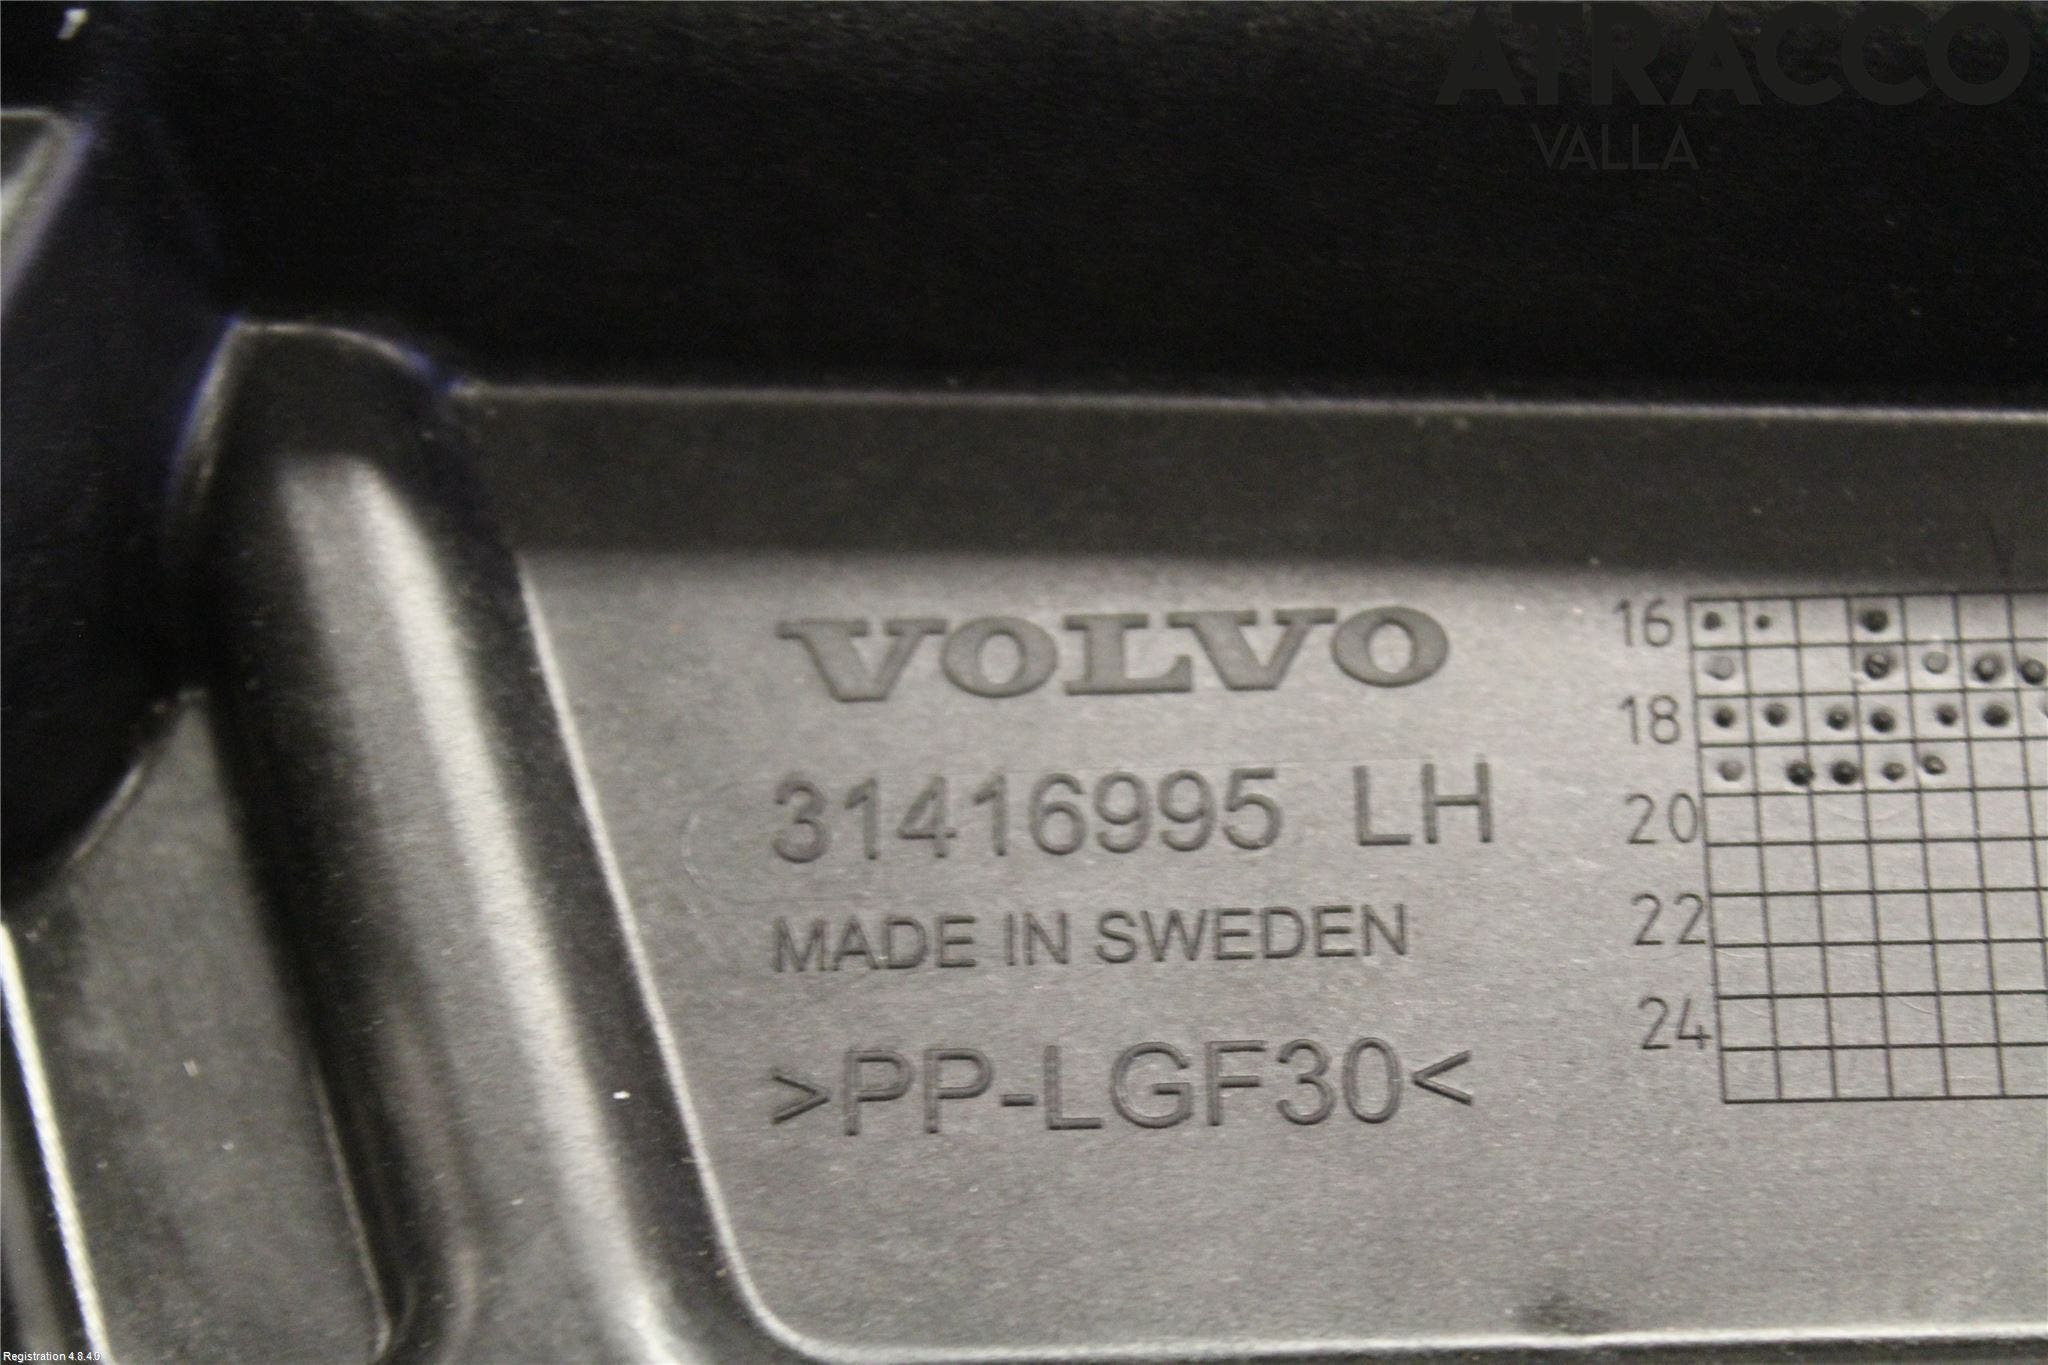 ATRACCO
VALLA
VOLVO
31416995 LH
MADE IN SWEDEN
>PP-LGF30<
16
18
20
22
24
Registration 4.8.4.0